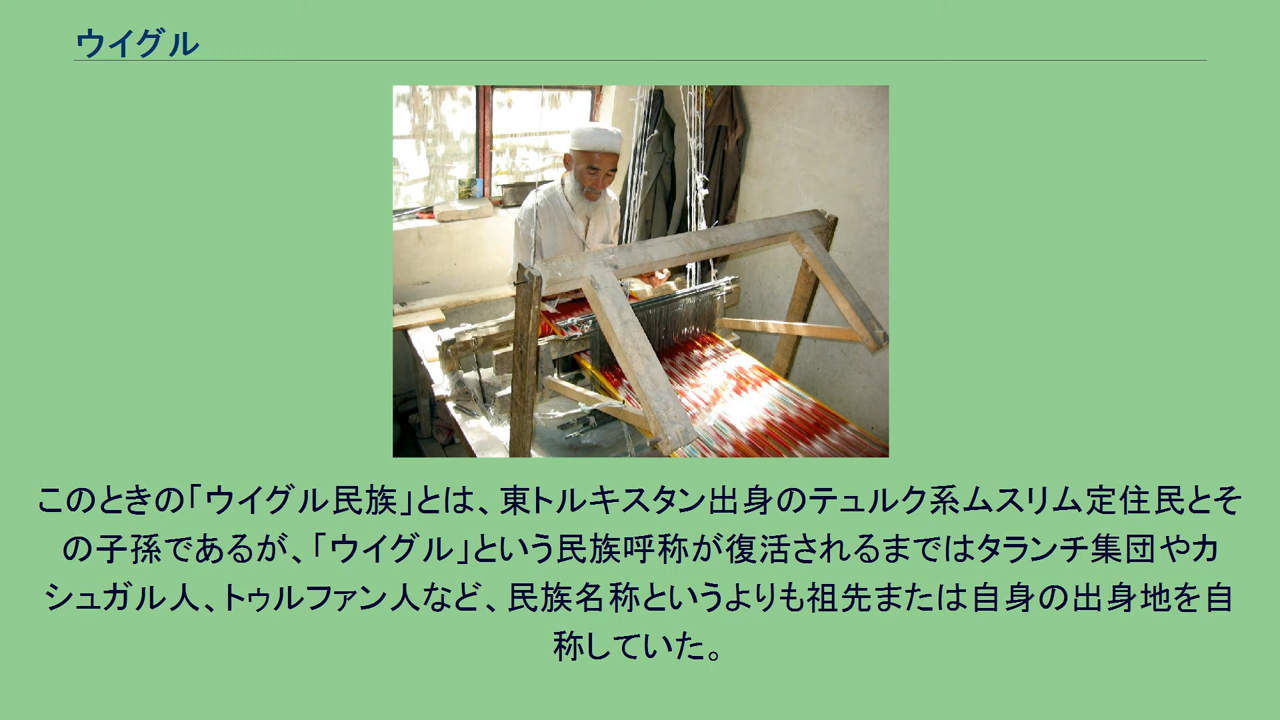 ウイグル
このときの「ウイグル民族」とは、東トルキスタン出身のテュルク系ムスリム定住民とそ
の子孫であるが、「ウイグル」という民族呼称が復活されるまではタランチ集団やカ
シュガル人、トゥルファン人など、民族名称というよりも祖先または自身の出身地を自
称していた。